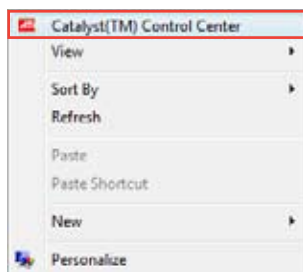 Catalyst(TM) Control Center
View
Sort By
Refresh
Paste
Paste Shortcut
New
Personalize